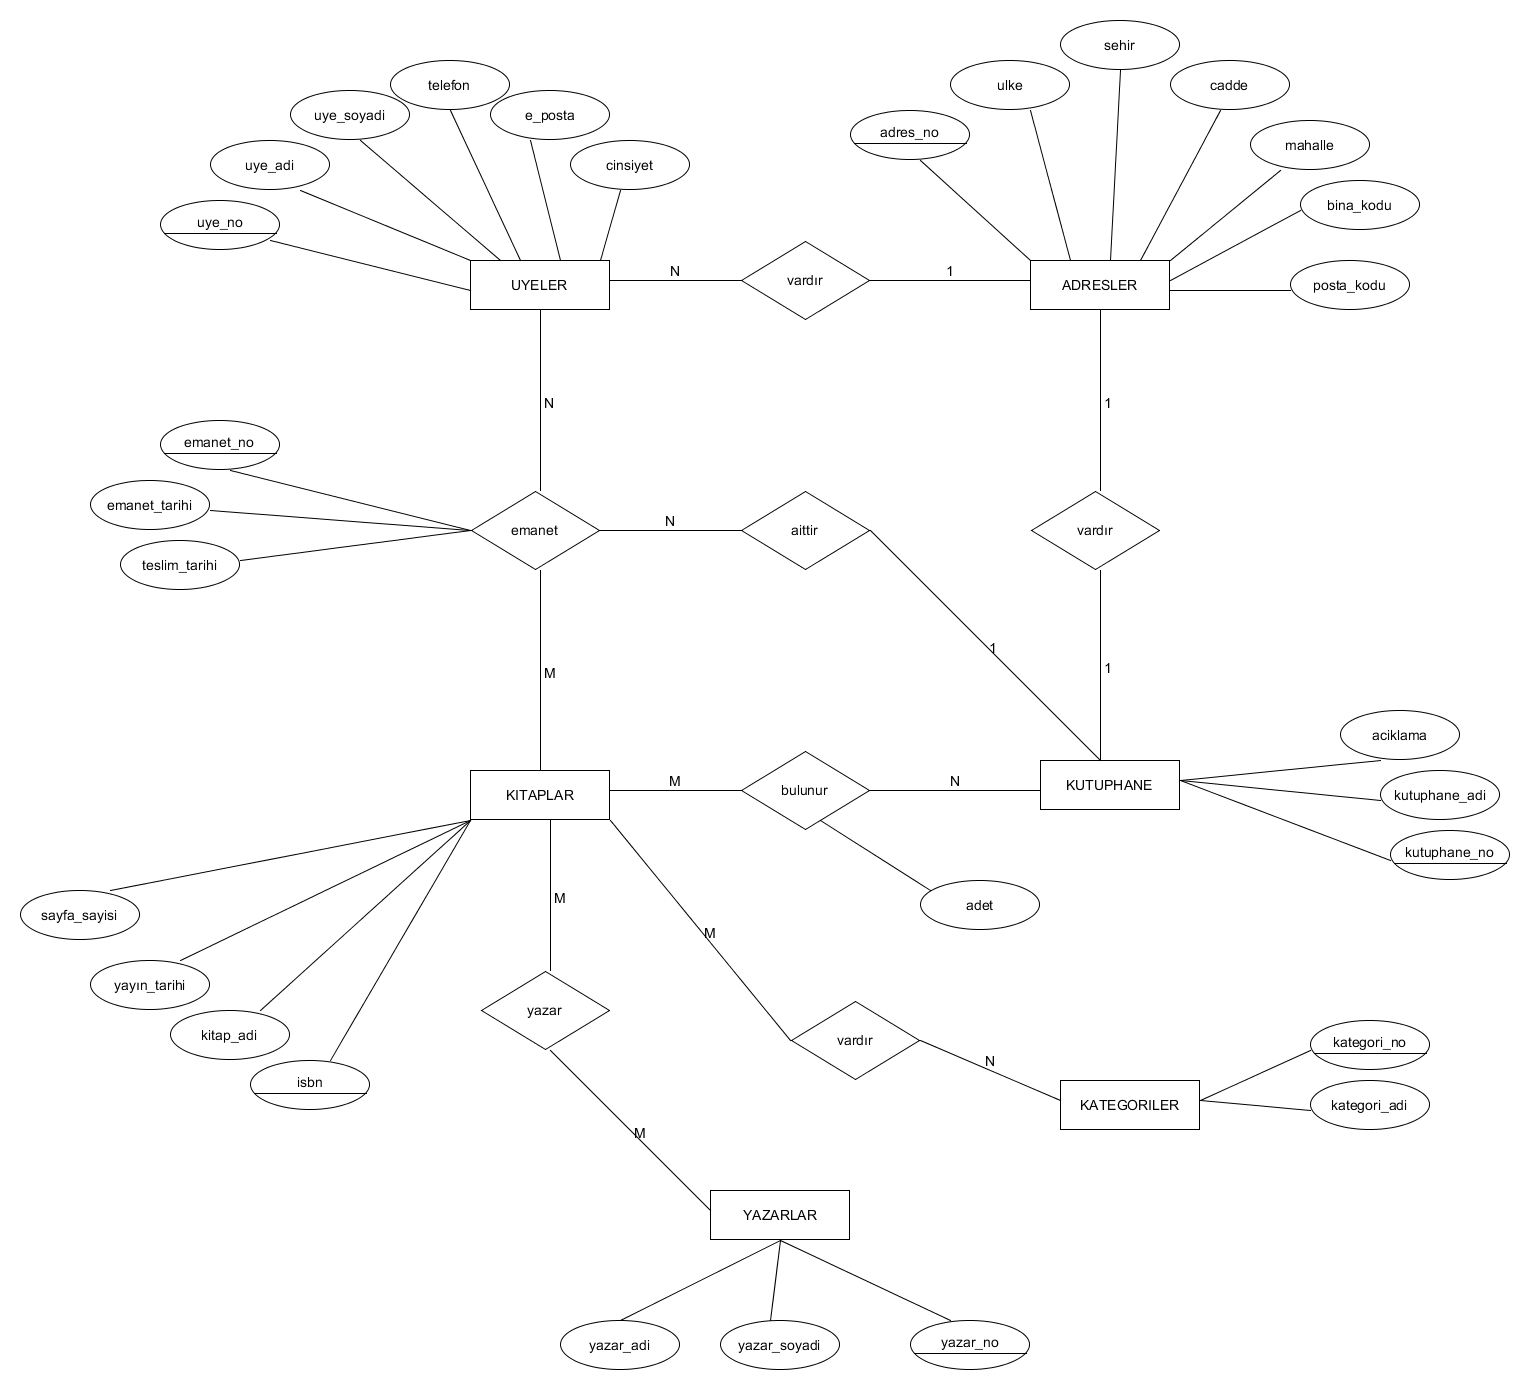 sehir
telefon
ulke
cadde
uye_soyadi
e_posta
adres_no
mahalle
uye_adi
cinsiyet
bina_kodu
uye_no
UYELER
N
vardır
1
ADRESLER
posta_kodu
N
1
emanet_no
emanet_tarihi
emanet
N
aittir
vardır
teslim_tarihi
1
M
1
aciklama
KITAPLAR
M
bulunur
N
KUTUPHANE
kutuphane_adi
kutuphane_no
sayfa_sayisi
M
adet
M
yayın_tarihi
yazar
kitap_adi
vardır
kategori_no
N
isbn
KATEGORILER
kategori_adi
M
YAZARLAR
yazar_adi
yazar_soyadi
yazar_no